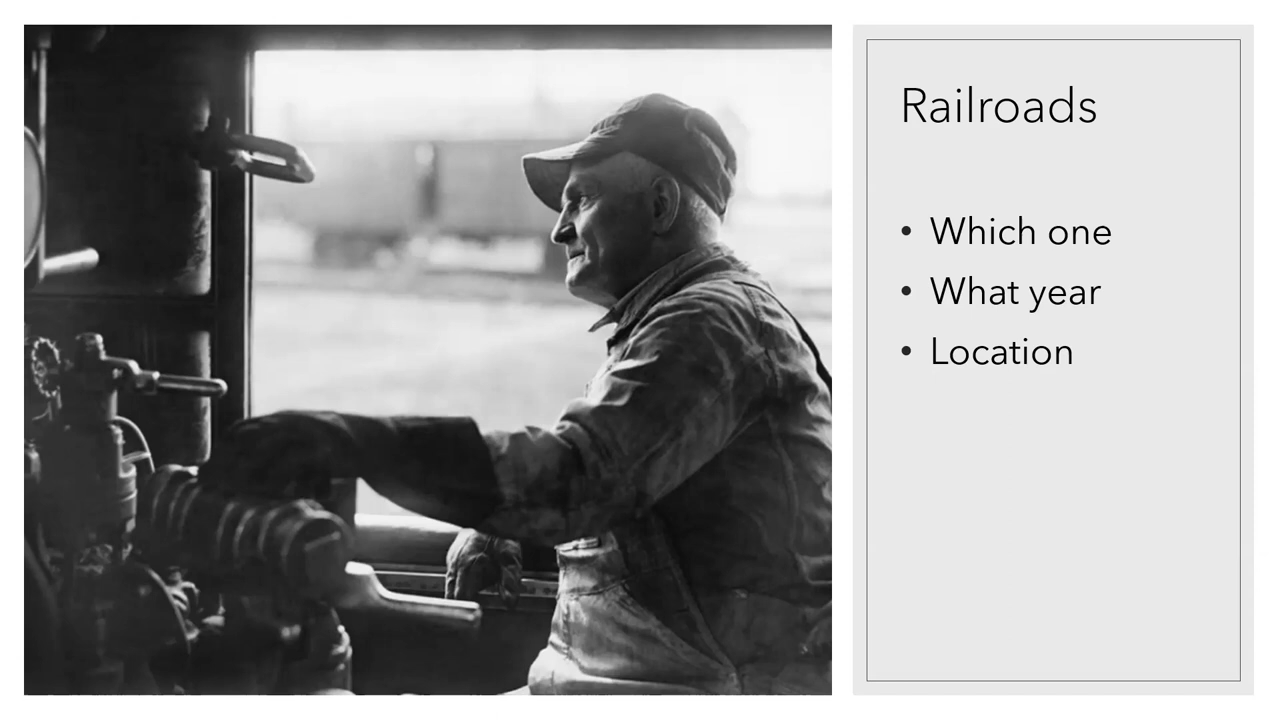 Railroads
• Which one
• What year
• Location